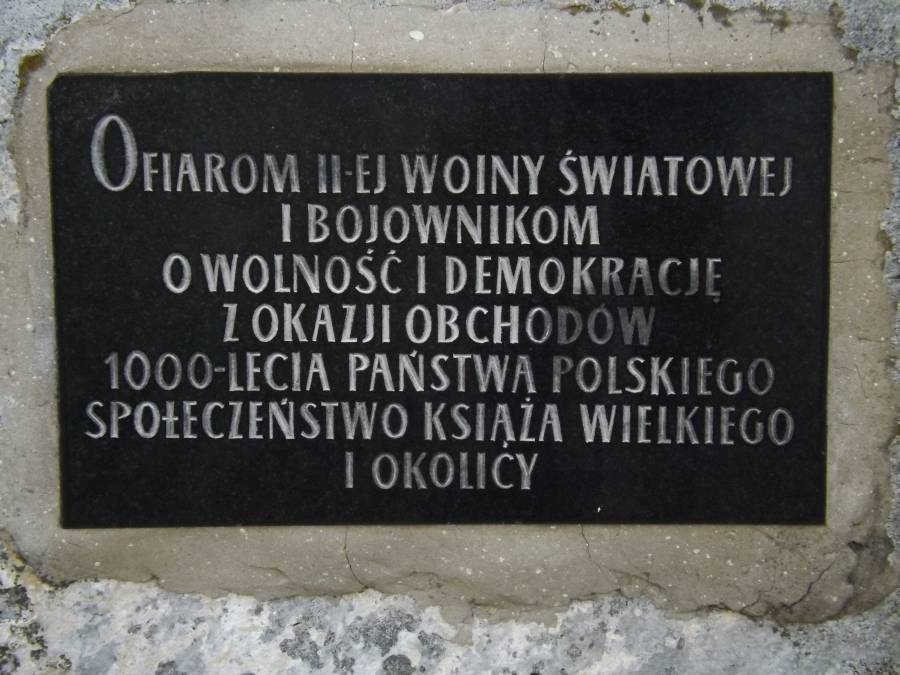 OFIAROM II-EJ WOJNY ŚWIATOWEJ
I BOJOWNIKOM
O WOLNOŚĆ I DEMOKRACJĘ
Z OKAZJI OBCHODÓW
1000-LECIA PAŃSTWA POLSKIEGO
SPOŁECZEŃSTWO KSIĄŻA WIELKIEGO
I OKOLICY